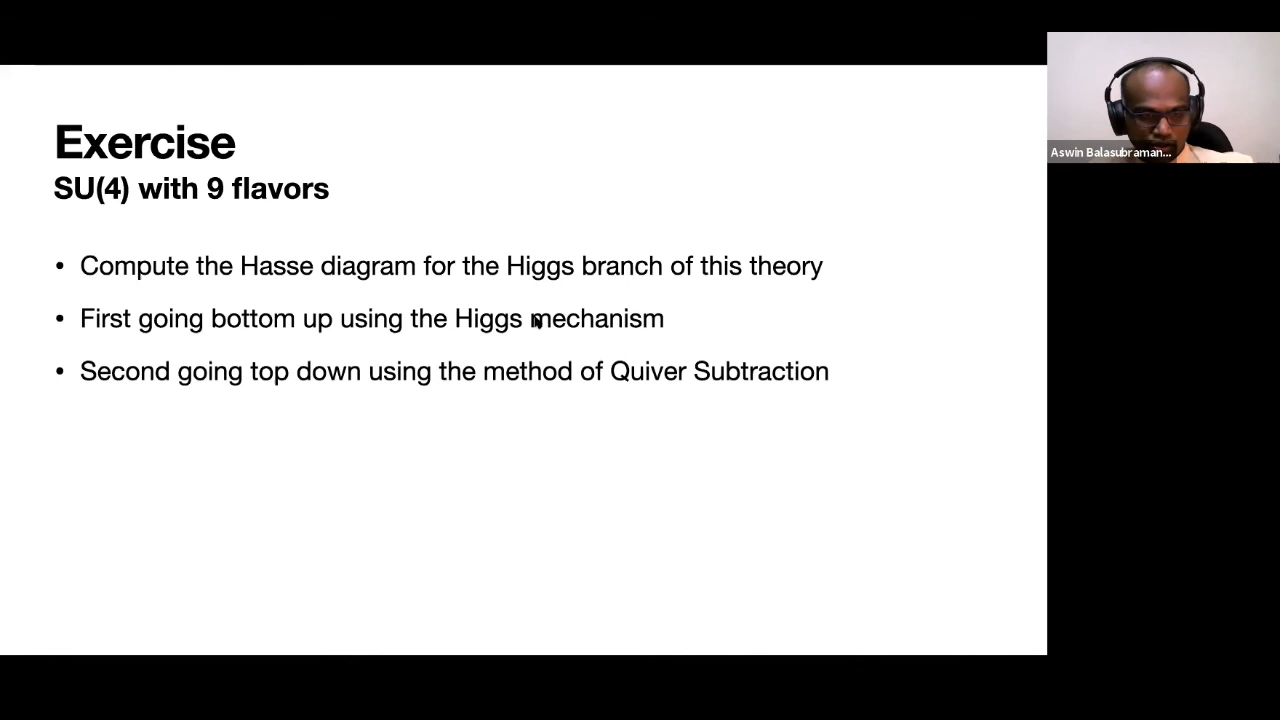 Exercise
SU(4) with 9 flavors
• Compute the Hasse diagram for the Higgs branch of this theory
• First going bottom up using the Higgs mechanism
• Second going top down using the method of Quiver Subtraction
Aswin Balasubraman...